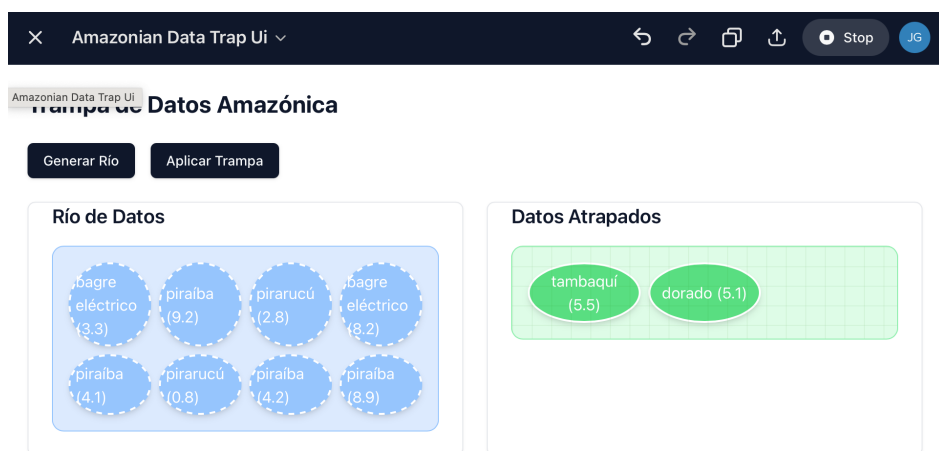 Amazonian Data Trap Ui
Stop
JG
Amazonian Data Trap Ui
Trampa de Datos Amazónica
Generar Río
Aplicar Trampa
Río de Datos
bagre
eléctrico
(3.3)
piraíba
(9.2)
pirarucú
(2.8)
bagre
eléctrico
(8.2)
piraíba
(4.1)
pirarucú
(0.8)
piraíba
(4.2)
piraíba
(8.9)
Datos Atrapados
tambaquí
(5.5)
dorado (5.1)